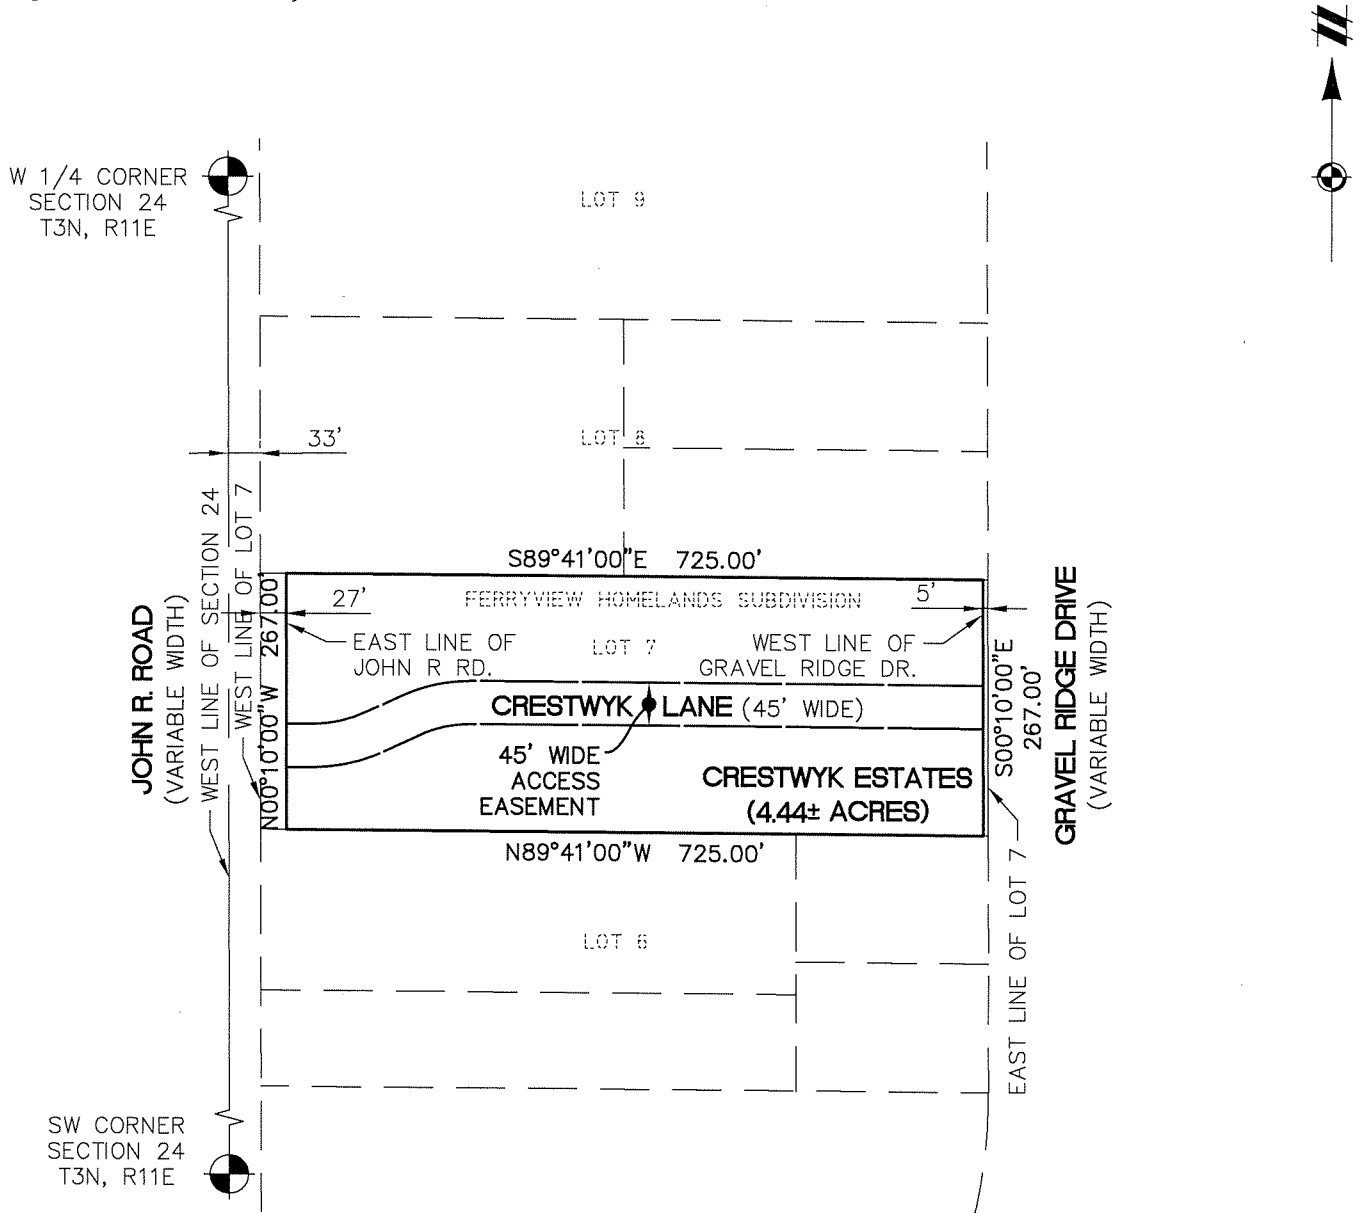 W 1/4 CORNER
SECTION 24
T3N, R11E
LOT 9
33'
LOT 8
WEST LINE OF SECTION 24
WEST LINE OF LOT 7
S89°41'00"E 725.00'
27'
FERRYVIEW HOMELANDS SUBDIVISION
5'
EAST LINE OF
JOHN R RD.
LOT 7
WEST LINE OF
GRAVEL RIDGE DR.
JOHN R. ROAD
(VARIABLE WIDTH)
N00°10'00"W 267.00'
CRESTWYK LANE (45' WIDE)
45' WIDE
ACCESS
EASEMENT
CRESTWYK ESTATES
(4.44± ACRES)
S00°10'00"E
267.00'
GRAVEL RIDGE DRIVE
(VARIABLE WIDTH)
N89°41'00"W 725.00'
LOT 6
EAST LINE OF LOT 7
SW CORNER
SECTION 24
T3N, R11E